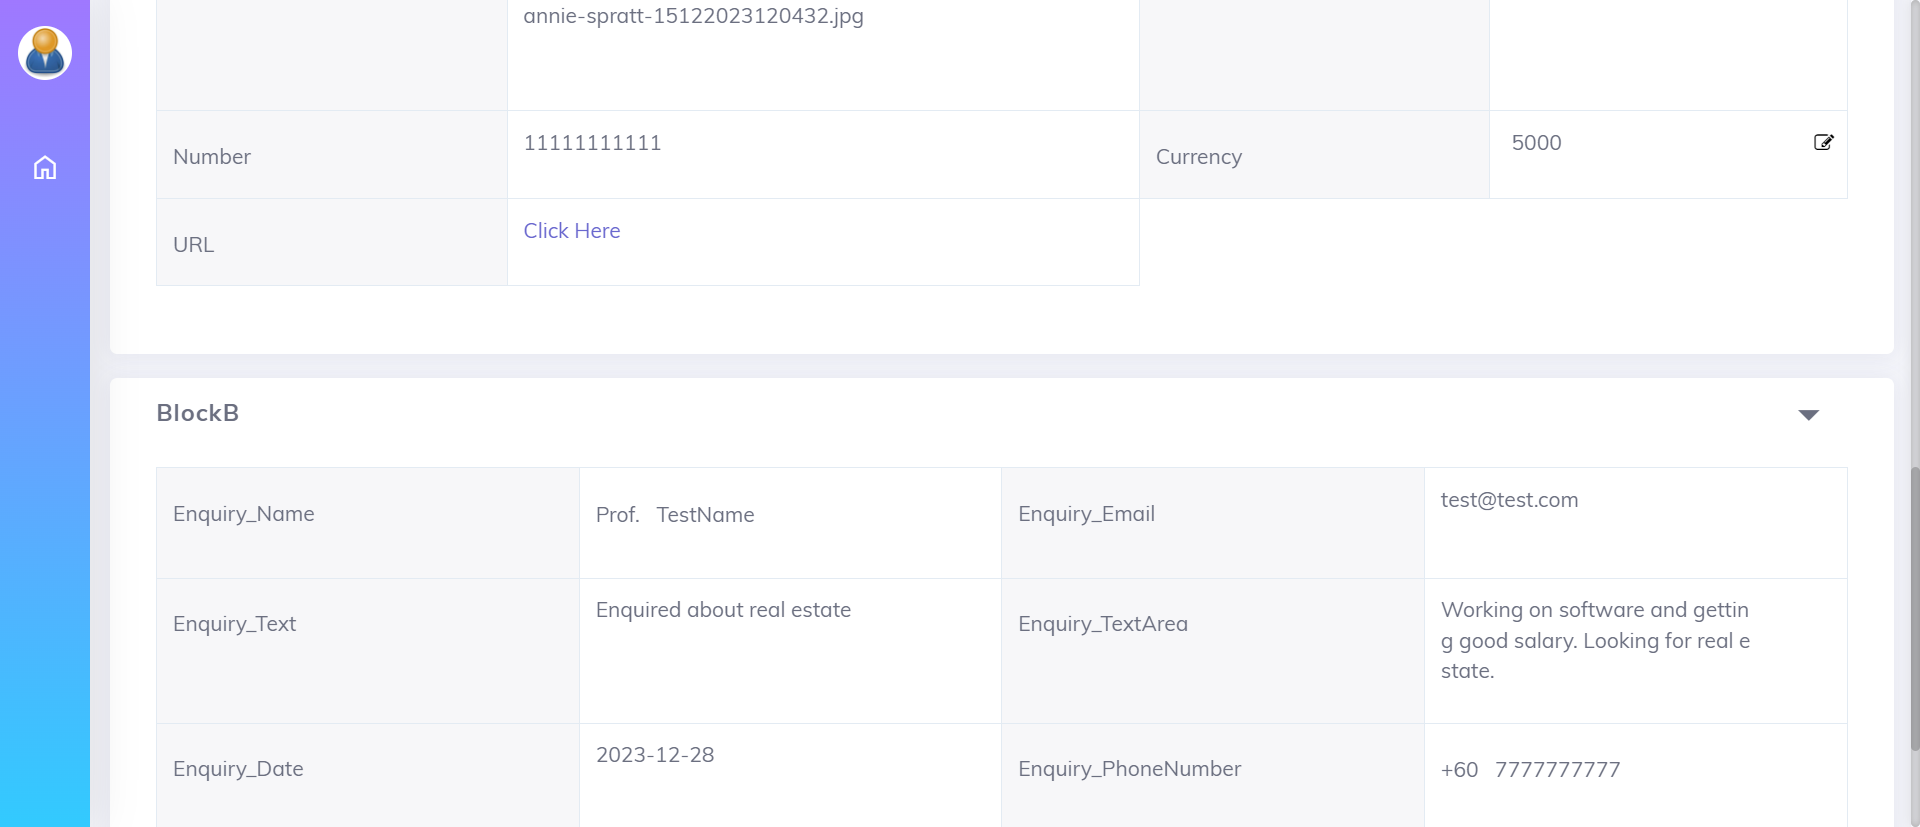 annie-spratt-15122023120432.jpg
Number
11111111111
Currency
5000
URL
Click Here
BlockB
Enquiry_Name
Prof. TestName
Enquiry_Email
test@test.com
Enquiry_Text
Enquired about real estate
Enquiry_TextArea
Working on software and gettin
g good salary. Looking for real e
state.
Enquiry_Date
2023-12-28
Enquiry_PhoneNumber
+60 7777777777